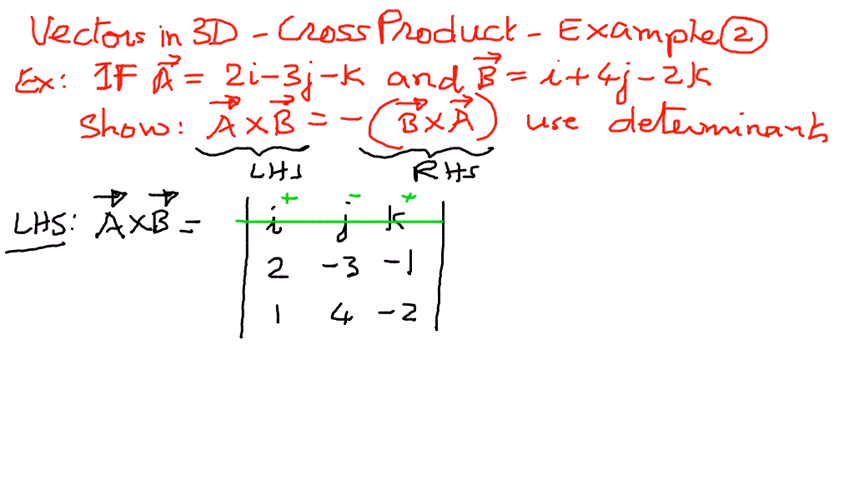 Vectors in 3D - Cross Product - Example ②
Ex: IF A⃗ = 2i-3j-k and B⃗ = i+4j-2k
Show: A⃗ × B⃗ = - (B⃗ × A⃗) use determinants
LHS RHS
LHS: A⃗ × B⃗ = | i⁺ j⁻ k⁺ |
2 -3 -1
1 4 -2